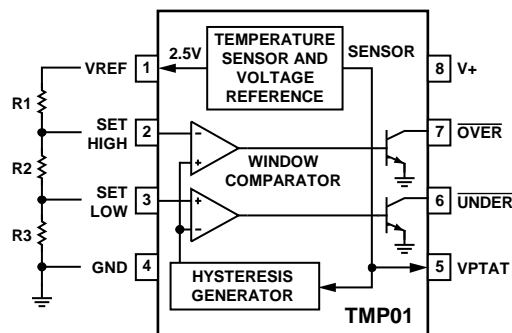 VREF
1
2.5V
TEMPERATURE
SENSOR AND
VOLTAGE
REFERENCE
SENSOR
8
V+
R1
SET
HIGH
2
−
+
WINDOW
COMPARATOR
7
OVER
R2
SET
LOW
3
+
−
6
UNDER
R3
GND
4
HYSTERESIS
GENERATOR
5
VPTAT
TMP01